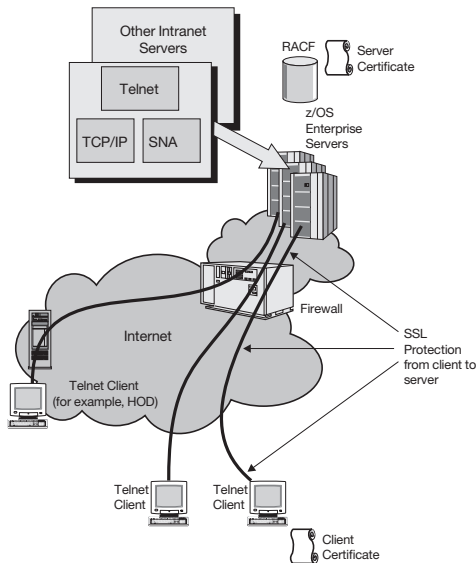 Other Intranet
Servers
Telnet
TCP/IP
SNA
RACF
Server
Certificate
z/OS
Enterprise
Servers
Firewall
Internet
SSL
Protection
from client to
server
Telnet Client
(for example, HOD)
Telnet
Client
Telnet
Client
Client
Certificate